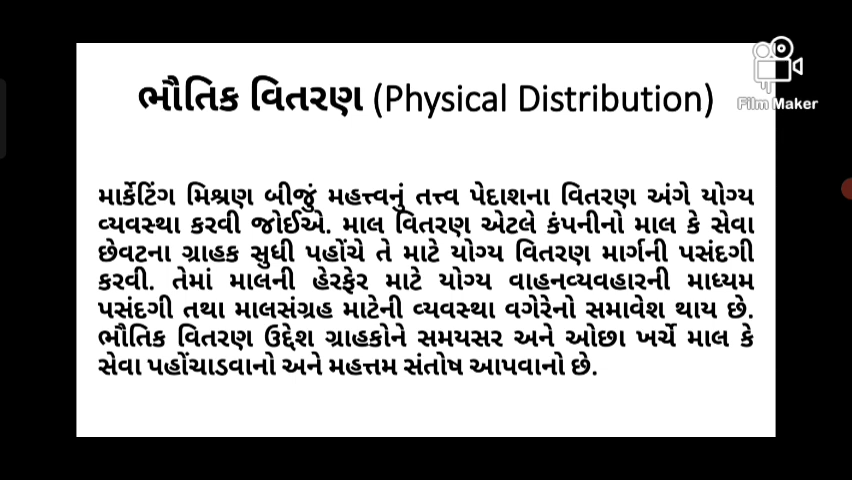 ભૌતિક વિતરણ (Physical Distribution)
Film Maker
માર્કેટિંગ મિશ્રણ બીજું મહત્ત્વનું તત્ત્વ પેદાશના વિતરણ અંગે યોગ્ય
વ્યવસ્થા કરવી જોઈએ. માલ વિતરણ એટલે કંપનીનો માલ કે સેવા
છેવટના ગ્રાહક સુધી પહોંચે તે માટે યોગ્ય વિતરણ માર્ગની પસંદગી
કરવી. તેમાં માલની હેરફેર માટે યોગ્ય વાહનવ્યવહારની માધ્યમ
પસંદગી તથા માલસંગ્રહ માટેની વ્યવસ્થા વગેરેનો સમાવેશ થાય છે.
ભૌતિક વિતરણ ઉદ્દેશ ગ્રાહકોને સમયસર અને ઓછા ખર્ચે માલ કે
સેવા પહોંચાડવાનો અને મહત્તમ સંતોષ આપવાનો છે.